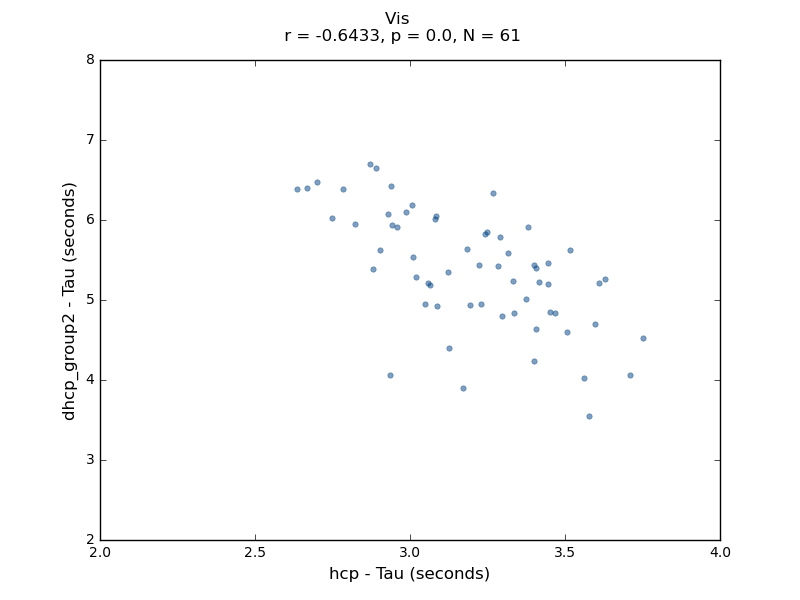 Vis
r = -0.6433, p = 0.0, N = 61
8
7
6
5
4
3
2
dhcp_group2 - Tau (seconds)
2.0 2.5 3.0 3.5 4.0
hcp - Tau (seconds)